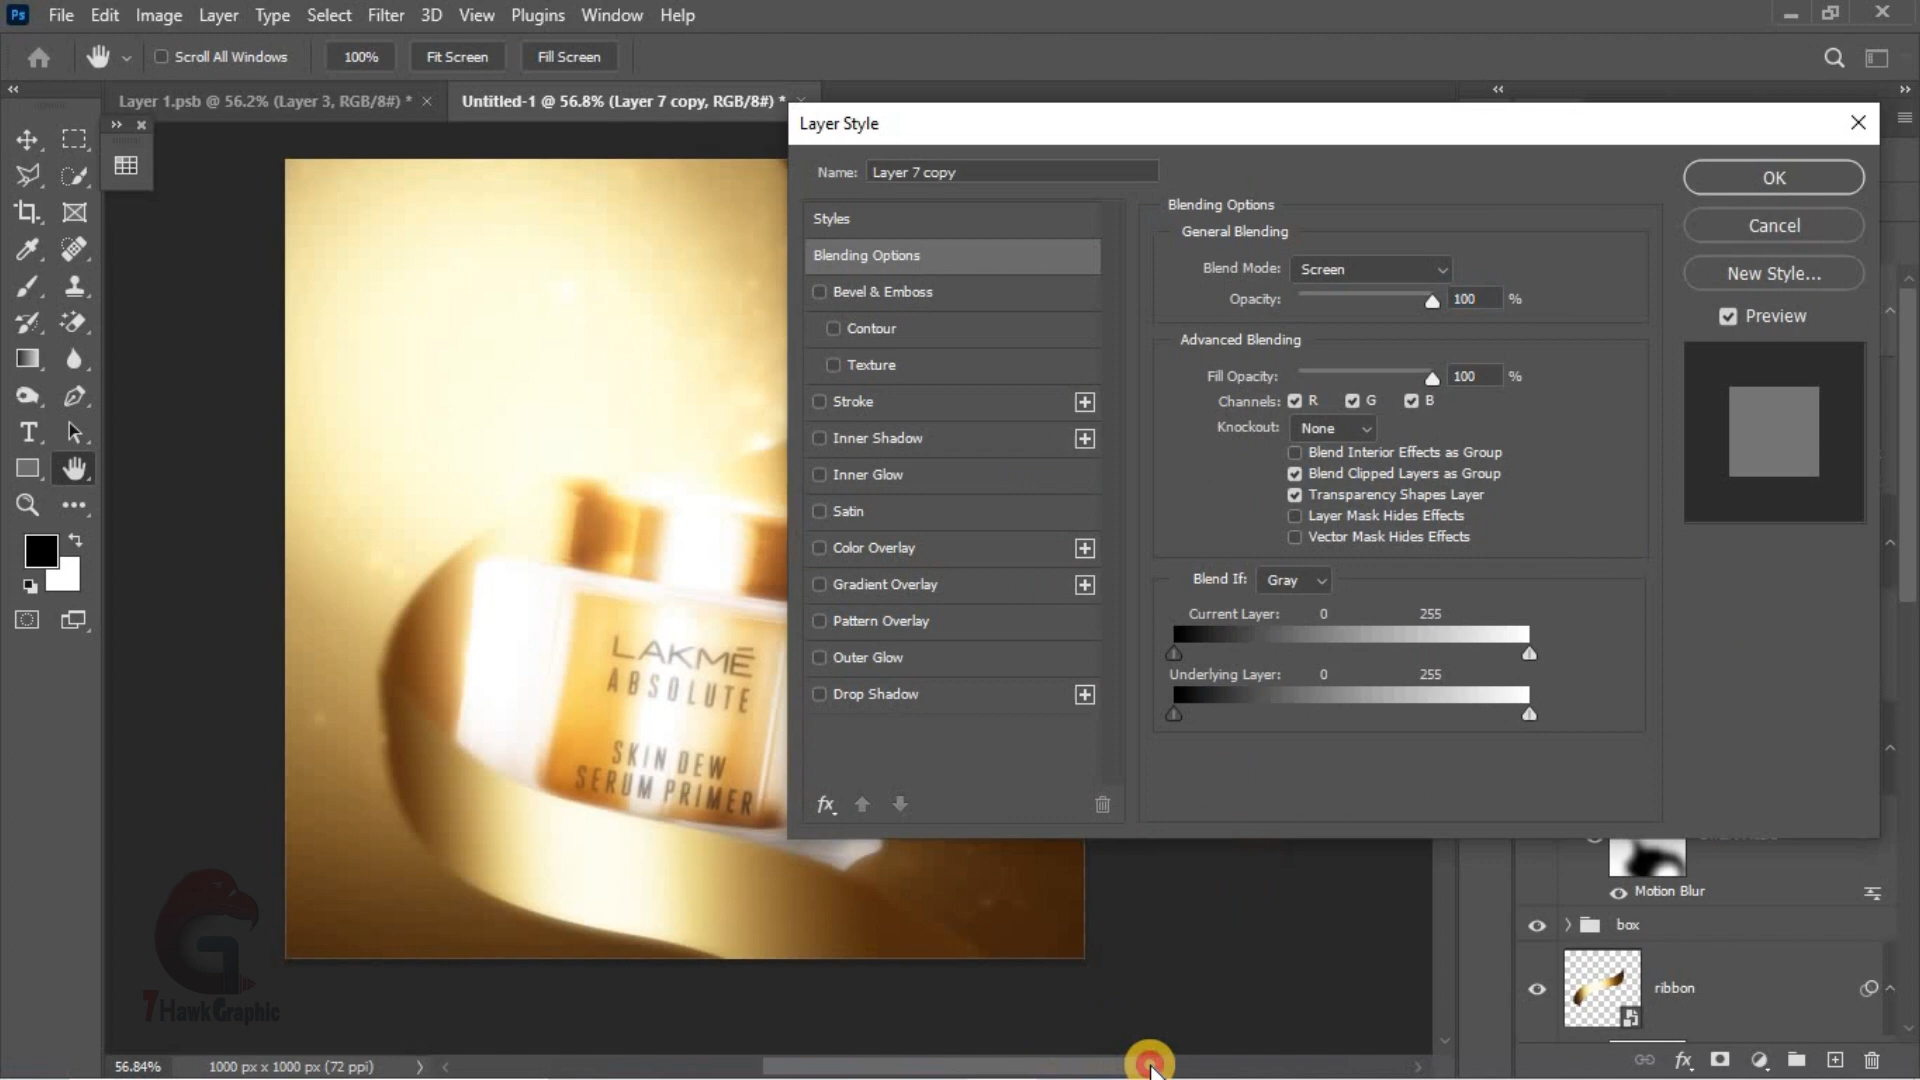 Ps File Edit Image Layer Type Select Filter 3D View Plugins Window Help
Scroll All Windows 100% Fit Screen Fill Screen
Layer 1.psb @ 56.2% (Layer 3, RGB/8#) * Untitled-1 @ 56.8% (Layer 7 copy, RGB/8#) *
Layer Style
Name: Layer 7 copy
Styles
Blending Options
Bevel & Emboss
Contour
Texture
Stroke
Inner Shadow
Inner Glow
Satin
Color Overlay
Gradient Overlay
Pattern Overlay
Outer Glow
Drop Shadow
fx
Blending Options
General Blending
Blend Mode: Screen
Opacity: 100 %
Advanced Blending
Fill Opacity: 100 %
Channels: R G B
Knockout: None
Blend Interior Effects as Group
Blend Clipped Layers as Group
Transparency Shapes Layer
Layer Mask Hides Effects
Vector Mask Hides Effects
Blend If: Gray
Current Layer: 0 255
Underlying Layer: 0 255
OK
Cancel
New Style...
Preview
LAKMÉ
ABSOLUTE
SKIN DEW
SERUM PRIMER
Motion Blur
box
ribbon
7HawkGraphic
56.84% 1000 px x 1000 px (72 ppi)
fx